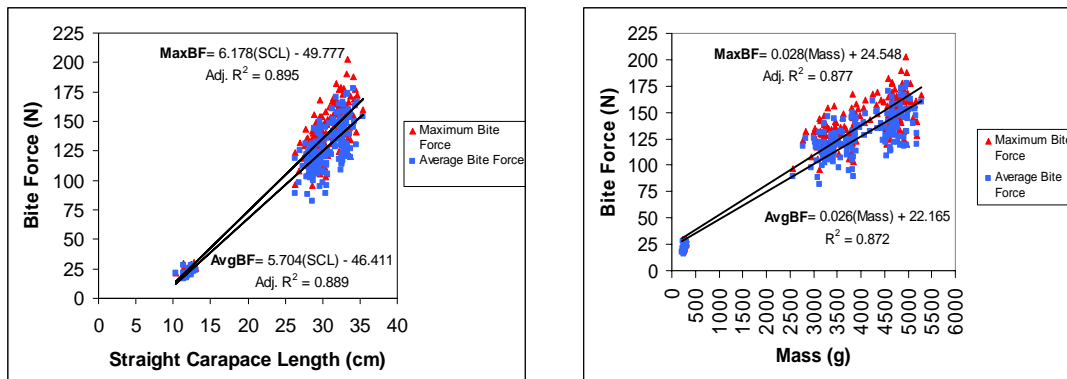 225
200
175
150
125
100
75
50
25
0
Bite Force (N)
MaxBF= 6.178(SCL) - 49.777
Adj. R² = 0.895
AvgBF= 5.704(SCL) - 46.411
Adj. R² = 0.889
0 5 10 15 20 25 30 35 40
Straight Carapace Length (cm)
Maximum Bite
Force
Average Bite Force
225
200
175
150
125
100
75
50
25
0
Bite Force (N)
MaxBF= 0.028(Mass) + 24.548
Adj. R² = 0.877
AvgBF= 0.026(Mass) + 22.165
R² = 0.872
0 500 1000 1500 2000 2500 3000 3500 4000 4500 5000 5500 6000
Mass (g)
Maximum Bite
Force
Average Bite
Force